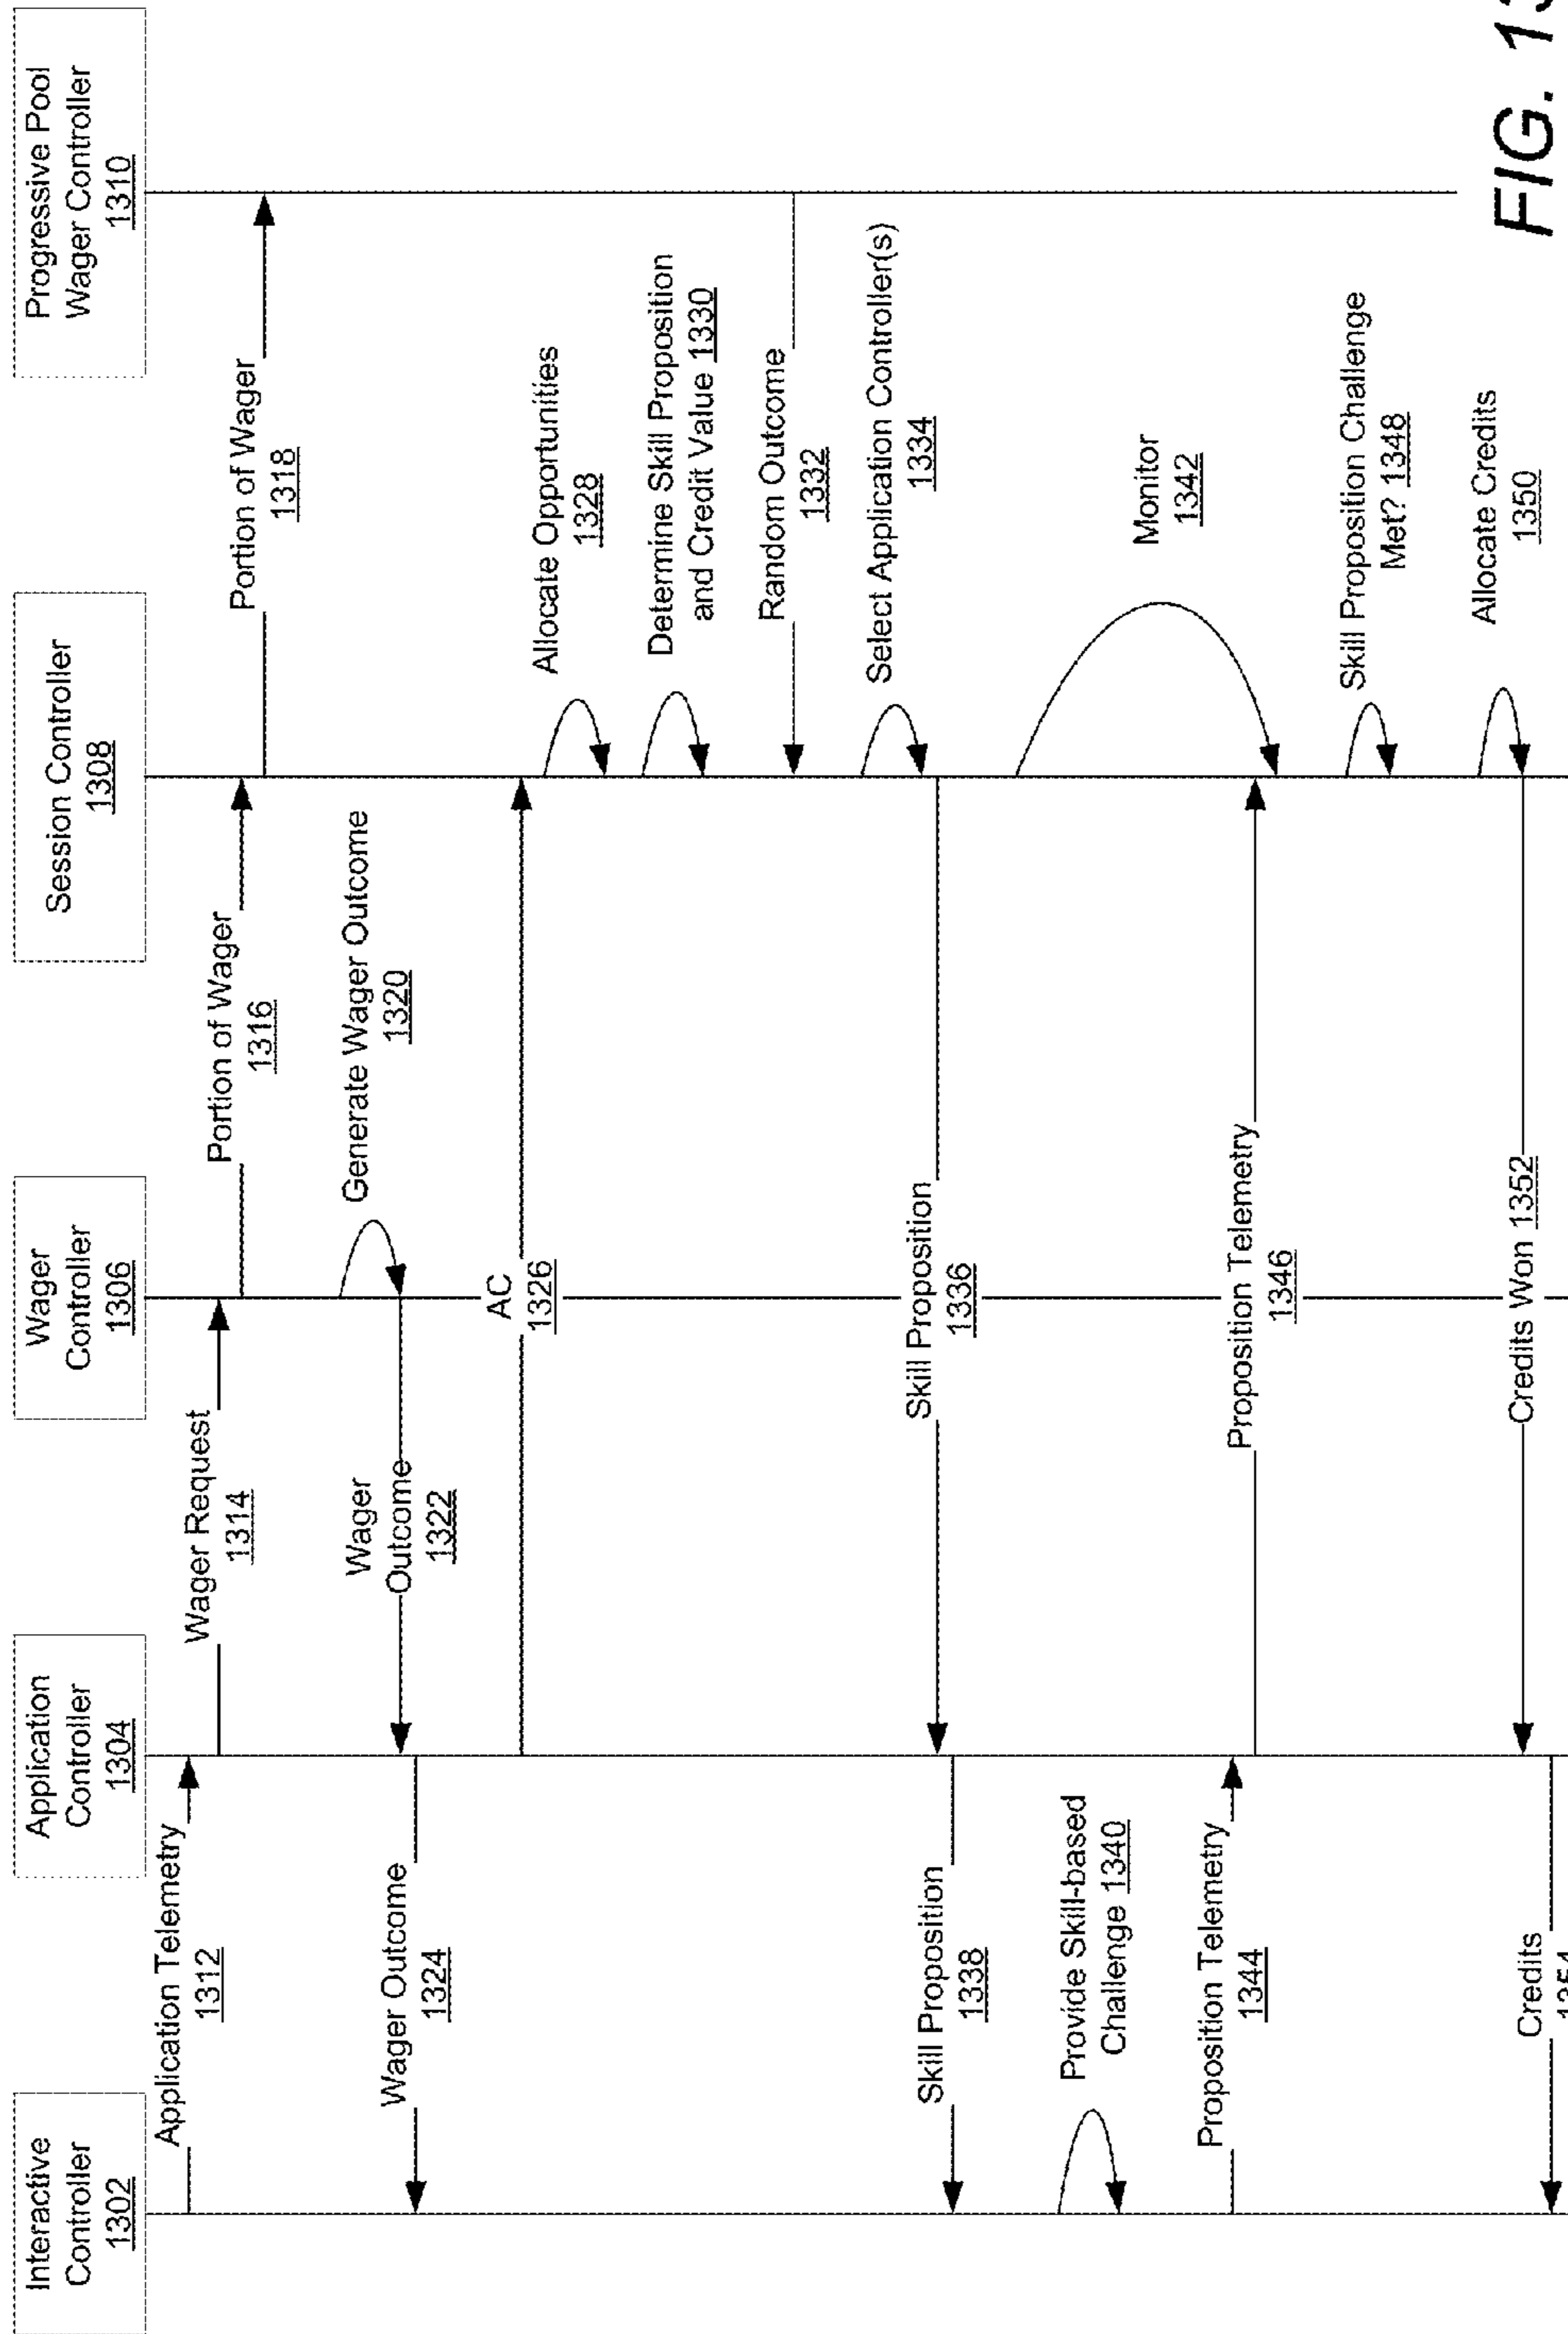 Interactive
Controller
1302
Application
Controller
1304
Wager
Controller
1306
Session Controller
1308
Progressive Pool
Wager Controller
1310
Application Telemetry
1312
Wager Request
1314
Portion of Wager
1316
Portion of Wager
1318
Generate Wager Outcome
1320
Wager
Outcome
1322
Wager Outcome
1324
AC
1326
Allocate Opportunities
1328
Determine Skill Proposition
and Credit Value 1330
Random Outcome
1332
Select Application Controller(s)
1334
Skill Proposition
1336
Skill Proposition
1338
Provide Skill-based
Challenge 1340
Monitor
1342
Proposition Telemetry
1344
Proposition Telemetry
1346
Skill Proposition Challenge
Met? 1348
Allocate Credits
1350
Credits Won 1352
Credits
1354
FIG. 13